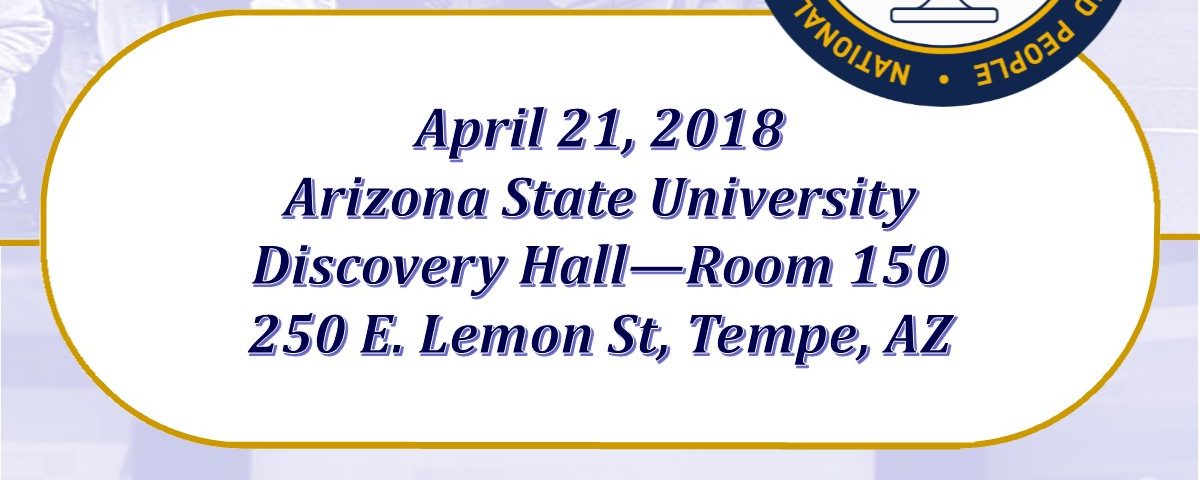 NATIONAL
D PEOPLE
April 21, 2018
Arizona State University
Discovery Hall—Room 150
250 E. Lemon St, Tempe, AZ